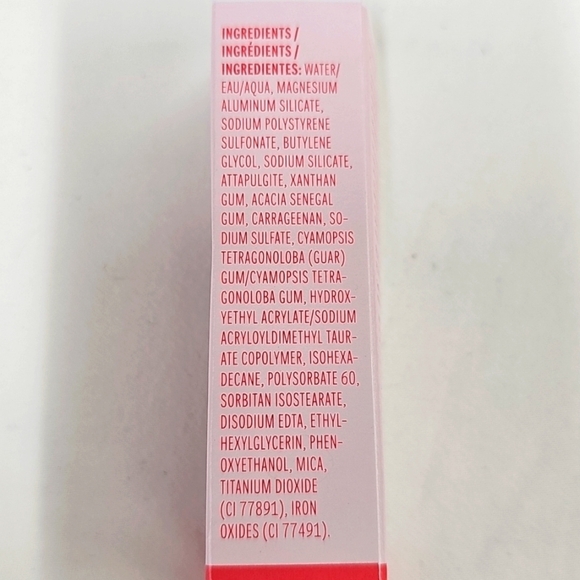 INGREDIENTS /
INGRÉDIENTS /
INGREDIENTES: WATER/
EAU/AQUA, MAGNESIUM
ALUMINUM SILICATE,
SODIUM POLYSTYRENE
SULFONATE, BUTYLENE
GLYCOL, SODIUM SILICATE,
ATTAPULGITE, XANTHAN
GUM, ACACIA SENEGAL
GUM, CARRAGEENAN, SO-
DIUM SULFATE, CYAMOPSIS
TETRAGONOLOBA (GUAR)
GUM/CYAMOPSIS TETRA-
GONOLOBA GUM, HYDROX-
YETHYL ACRYLATE/SODIUM
ACRYLOYLDIMETHYL TAUR-
ATE COPOLYMER, ISOHEXA-
DECANE, POLYSORBATE 60,
SORBITAN ISOSTEARATE,
DISODIUM EDTA, ETHYL-
HEXYLGLYCERIN, PHEN-
OXYETHANOL, MICA,
TITANIUM DIOXIDE
(CI 77891), IRON
OXIDES (CI 77491).